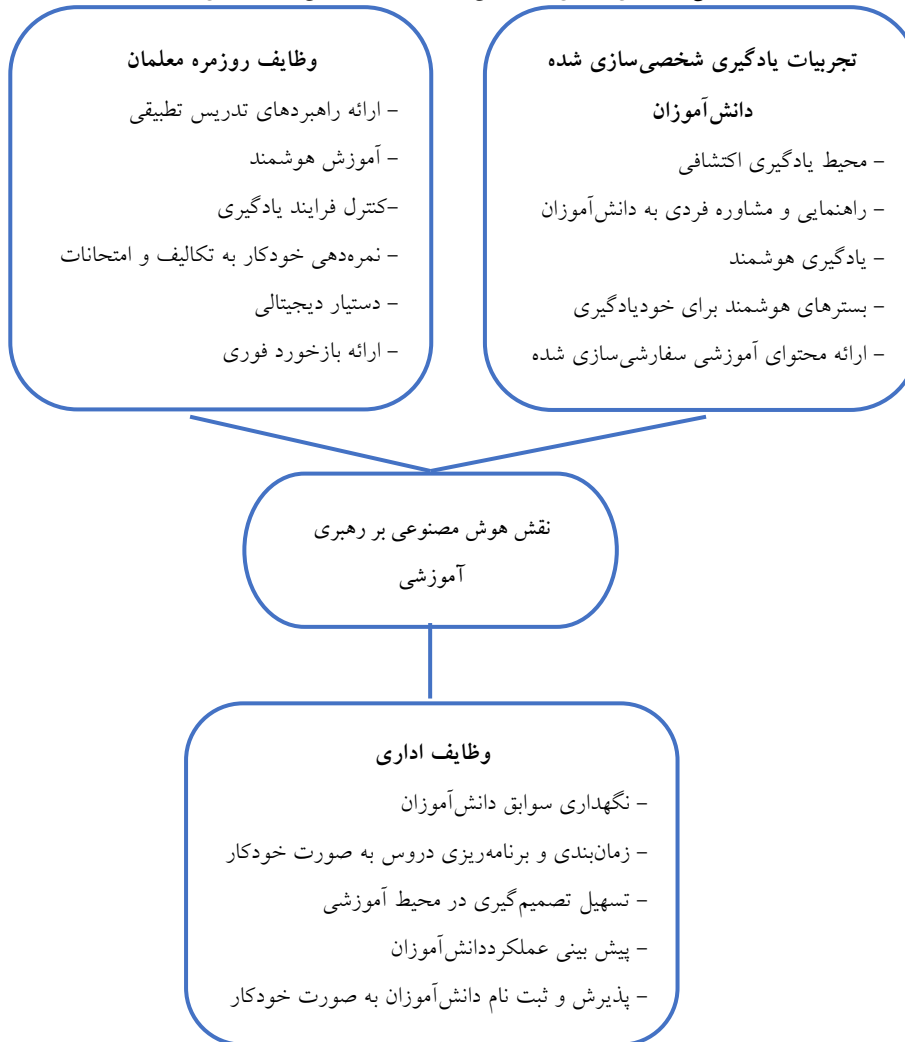 تجربیات یادگیری شخصی‌سازی شده
دانش‌آموزان
- محیط یادگیری اکتشافی
- راهنمایی و مشاوره فردی به دانش‌آموزان
- یادگیری هوشمند
- بسترهای هوشمند برای خودیادگیری
- ارائه محتوای آموزشی سفارشی‌سازی شده
وظایف روزمره معلمان
- ارائه راهبردهای تدریس تطبیقی
- آموزش هوشمند
-کنترل فرایند یادگیری
- نمره‌دهی خودکار به تکالیف و امتحانات
- دستیار دیجیتالی
- ارائه بازخورد فوری
نقش هوش مصنوعی بر رهبری
آموزشی
وظایف اداری
- نگهداری سوابق دانش‌آموزان
- زمان‌بندی و برنامه‌ریزی دروس به صورت خودکار
- تسهیل تصمیم‌گیری در محیط آموزشی
- پیش بینی عملکرددانش‌آموزان
- پذیرش و ثبت نام دانش‌آموزان به صورت خودکار